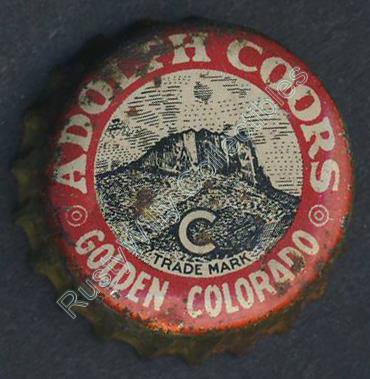 ADOLPH COORS
C
TRADE MARK
GOLDEN COLORADO